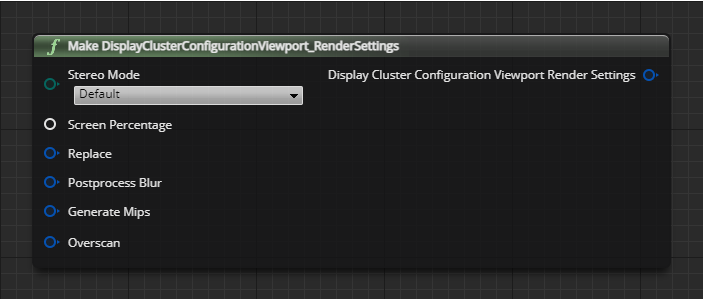 f Make DisplayClusterConfigurationViewport_RenderSettings
Stereo Mode
Default
Display Cluster Configuration Viewport Render Settings
Screen Percentage
Replace
Postprocess Blur
Generate Mips
Overscan